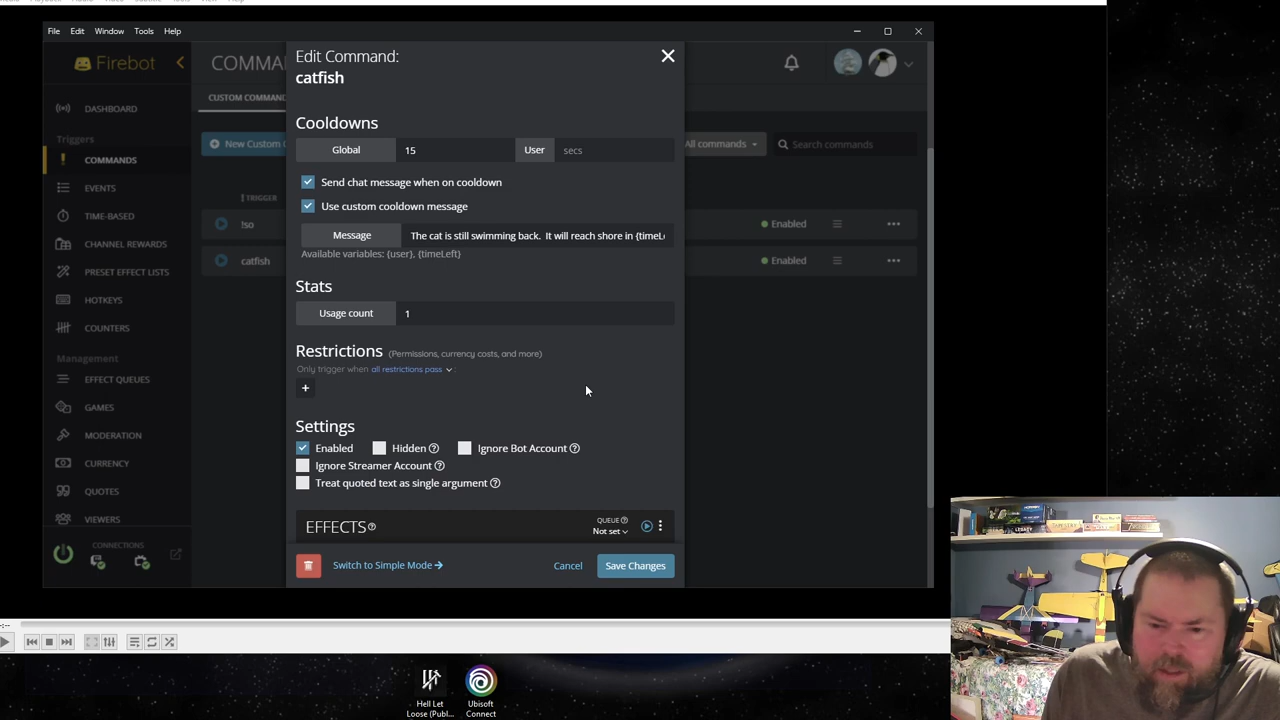 File Edit Window Tools Help
Firebot
Edit Command:
catfish
CUSTOM COMMAN
New Custom
All commands
Search commands
TRIGGER
!so
Enabled
catfish
Enabled
DASHBOARD
Triggers
COMMANDS
EVENTS
TIME-BASED
CHANNEL REWARDS
PRESET EFFECT LISTS
HOTKEYS
COUNTERS
Management
EFFECT QUEUES
GAMES
MODERATION
CURRENCY
QUOTES
VIEWERS
CONNECTIONS
Cooldowns
Global 15 User secs
Send chat message when on cooldown
Use custom cooldown message
Message The cat is still swimming back. It will reach shore in {timeL
Available variables: {user}, {timeLeft}
Stats
Usage count 1
Restrictions (Permissions, currency costs, and more)
Only trigger when all restrictions pass :
Settings
Enabled Hidden Ignore Bot Account
Ignore Streamer Account
Treat quoted text as single argument
EFFECTS
QUEUE
Not set
Switch to Simple Mode
Cancel
Save Changes
--:--
Hell Let
Loose (Publ...
Ubisoft
Connect
LEGACY
TAPESTRY